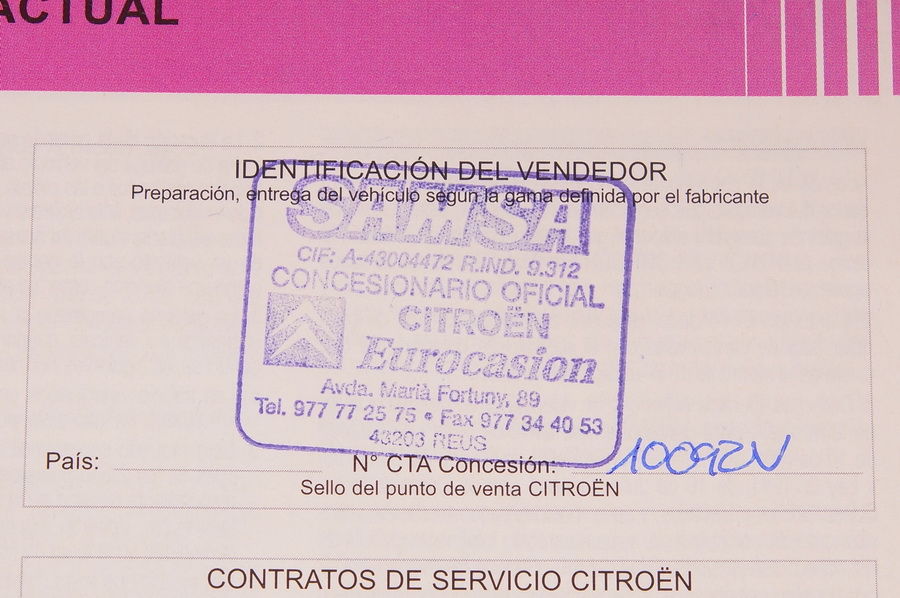 ACTUAL
IDENTIFICACIÓN DEL VENDEDOR
Preparación, entrega del vehículo según la gama definida por el fabricante
SAMSA
CIF: A-43004472 R.IND. 9.312
CONCESIONARIO OFICIAL
CITROËN
Eurocasion
Avda. Marià Fortuny, 89
Tel. 977 77 25 75 • Fax 977 34 40 53
43203 REUS
País: N° CTA Concesión: 10092N
Sello del punto de venta CITROËN
CONTRATOS DE SERVICIO CITROËN